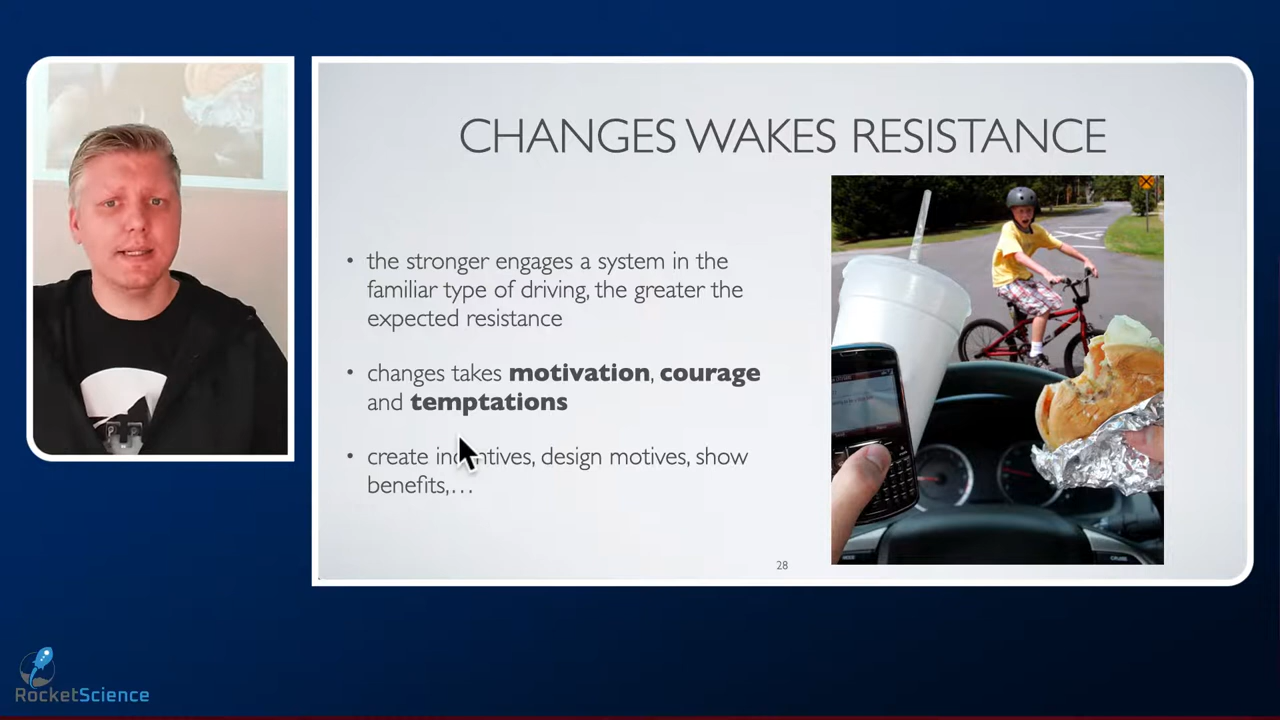 CHANGES WAKES RESISTANCE
• the stronger engages a system in the
familiar type of driving, the greater the
expected resistance
• changes takes motivation, courage
and temptations
• create incentives, design motives, show
benefits,…
28
RocketScience